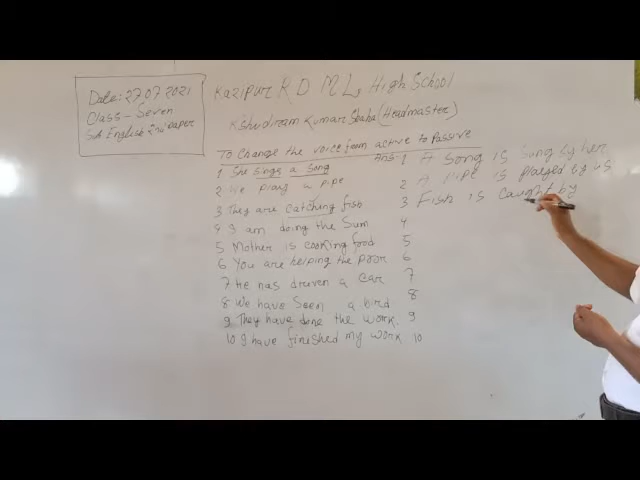 Date: 27.07.2021
Class - Seven
Sub English 2nd Paper
Kazipur R D M L High School
Kshudiram Kumar Shaha (Headmaster)
To Change the voice from active to Passive
1 She sings a Song
2 We play a pipe
3 They are catching fish
4 I am doing the Sum
5 Mother is cooking food
6 You are helping the poor
7 He has driven a car
8 We have Seen a bird
9 They have done the work.
10 I have finished my work
Ans: 1 A Song is Sung by her
2 A Pipe is played by us
3 Fish is caught by
4
5
6
7
8
9
10